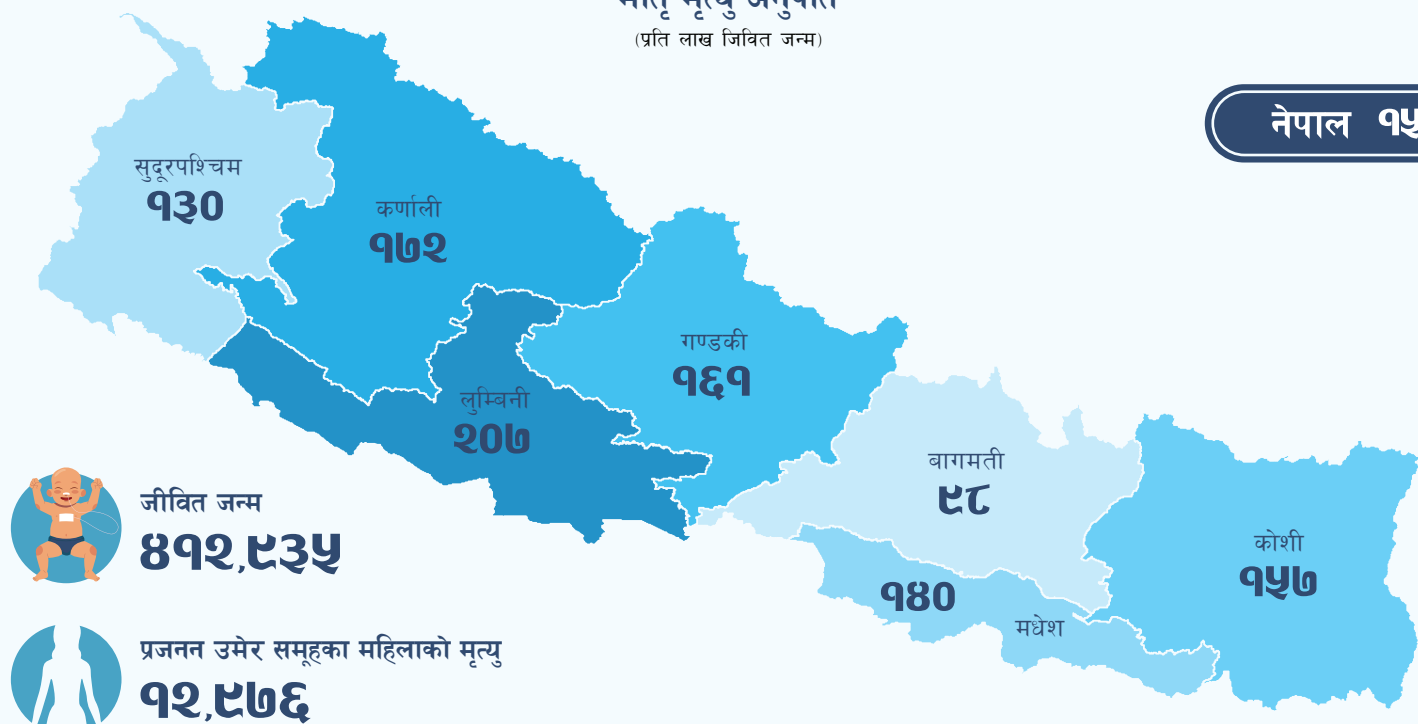 मातृ मृत्यु अनुपात
(प्रति लाख जिवित जन्म)
नेपाल
सुदूरपश्चिम
१३०
कर्णाली
१७२
गण्डकी
१६१
लुम्बिनी
२०७
बागमती
९८
कोशी
१५७
१४०
मधेश
जीवित जन्म
४१२,९३५
प्रजनन उमेर समूहका महिलाको मृत्यु
१२,९७६